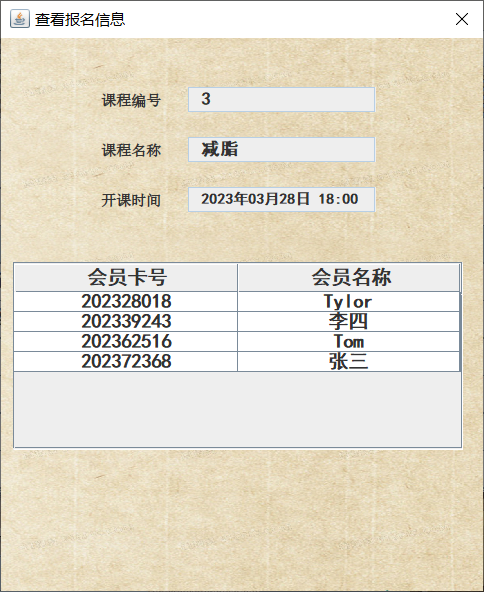 查看报名信息
课程编号 3
课程名称 减脂
开课时间 2023年03月28日 18:00
会员卡号 会员名称
202328018 Tylor
202339243 李四
202362516 Tom
202372368 张三